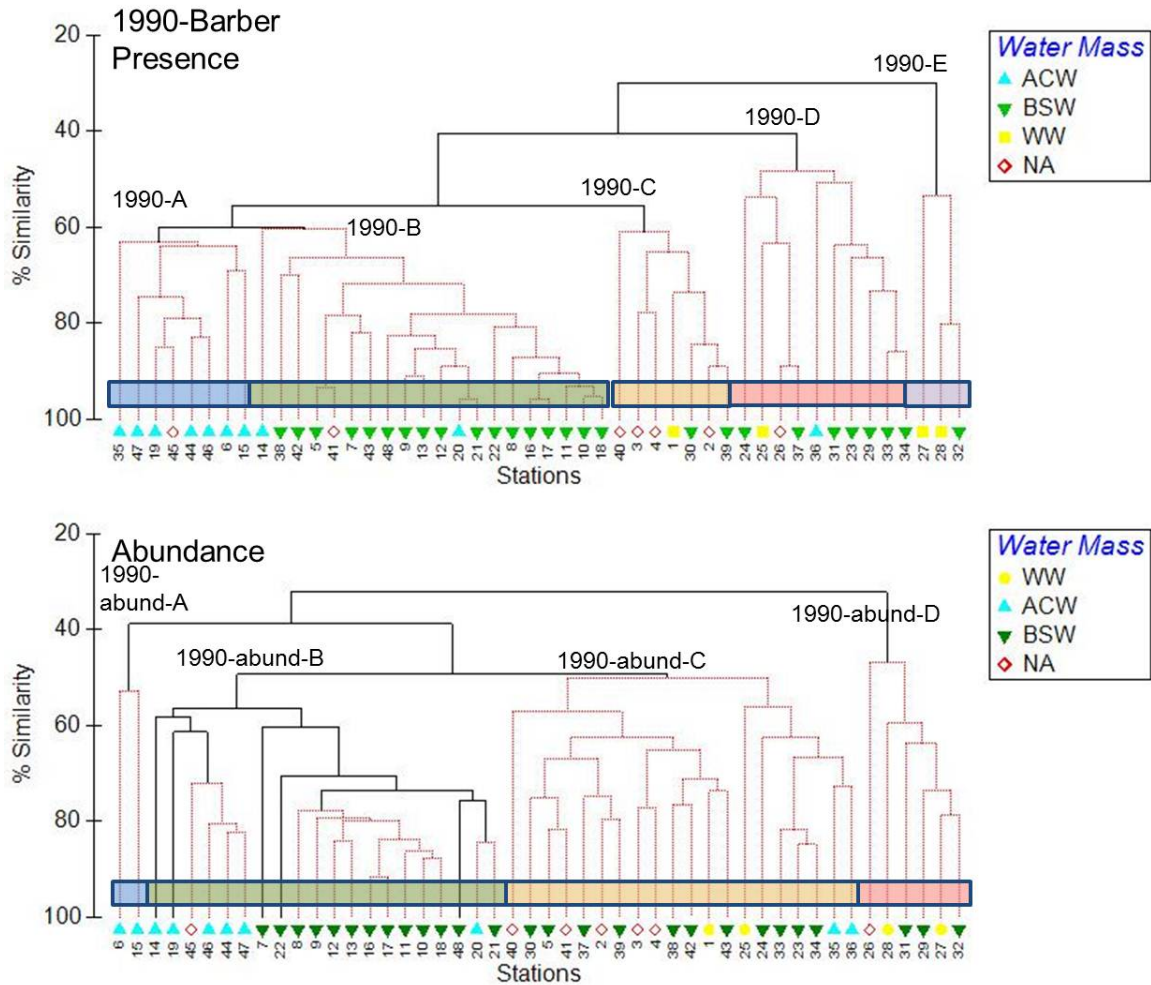 1990-Barber
Presence
20
40
60
80
100
% Similarity
1990-A
1990-B
1990-C
1990-D
1990-E
35 47 19 45 44 46 6 15 14 38 42 5 41 7 43 48 9 13 12 20 21 22 8 16 17 11 10 18 40 3 4 1 30 2 39 24 25 26 37 36 31 23 29 33 34 27 28 32
Stations
Water Mass
ACW
BSW
WW
NA
Abundance
20
40
60
80
100
% Similarity
1990-
abund-A
1990-abund-B
1990-abund-C
1990-abund-D
6 15 14 19 45 46 44 47 7 22 8 9 12 13 16 17 11 10 18 48 20 21 40 30 5 41 37 2 39 3 4 38 42 1 43 25 24 33 23 34 35 36 26 28 31 29 27 32
Stations
Water Mass
WW
ACW
BSW
NA